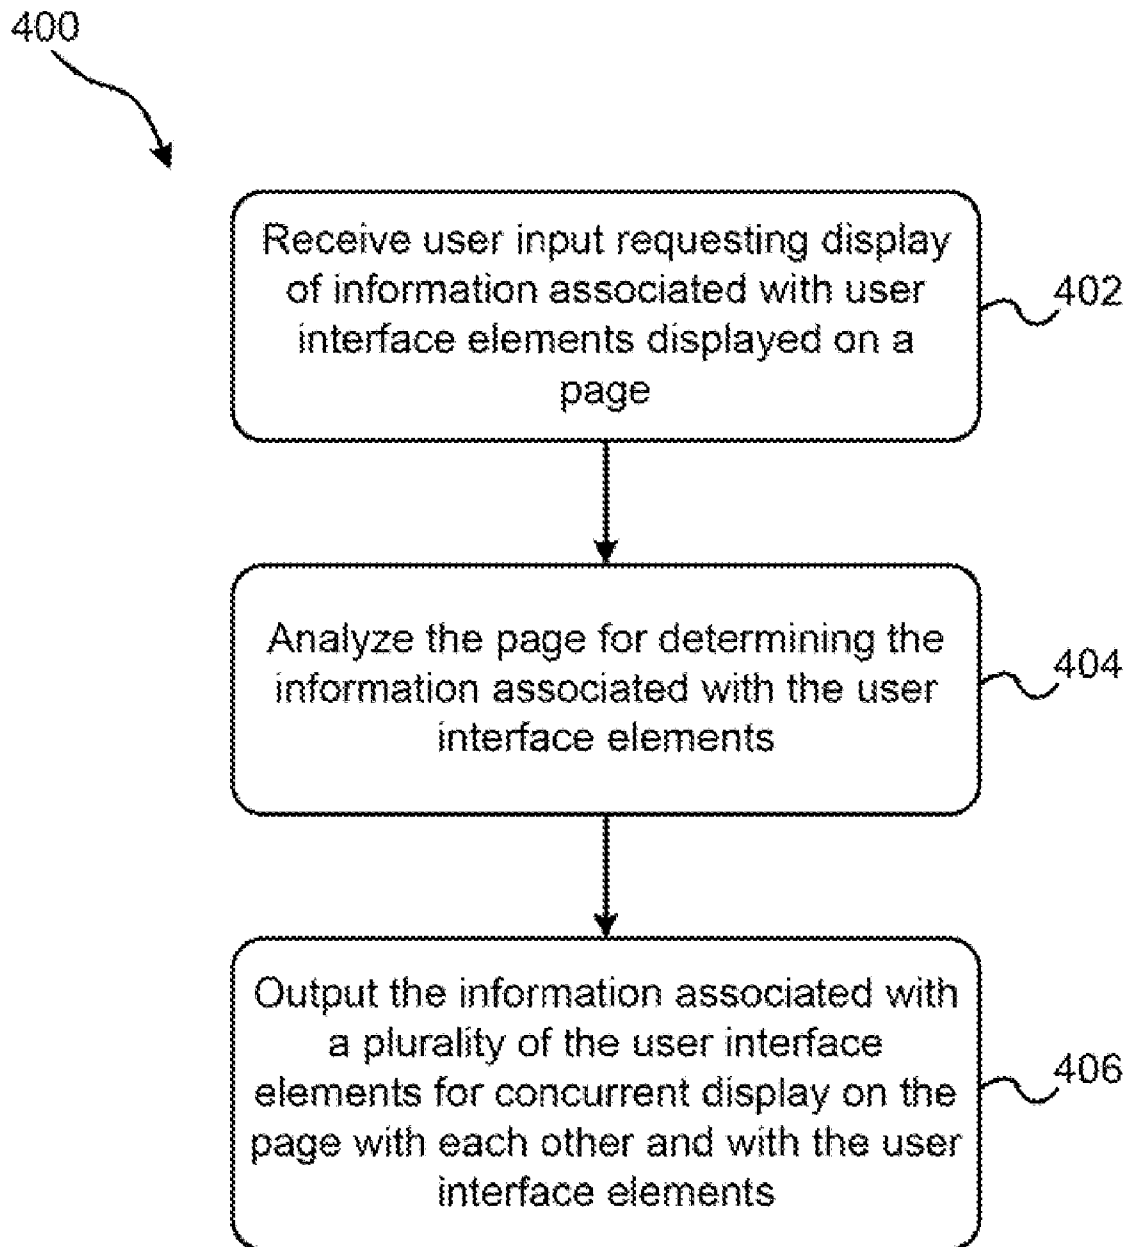 400
Receive user input requesting display
of information associated with user
interface elements displayed on a
page
402
Analyze the page for determining the
information associated with the user
interface elements
404
Output the information associated with
a plurality of the user interface
elements for concurrent display on the
page with each other and with the user
interface elements
406